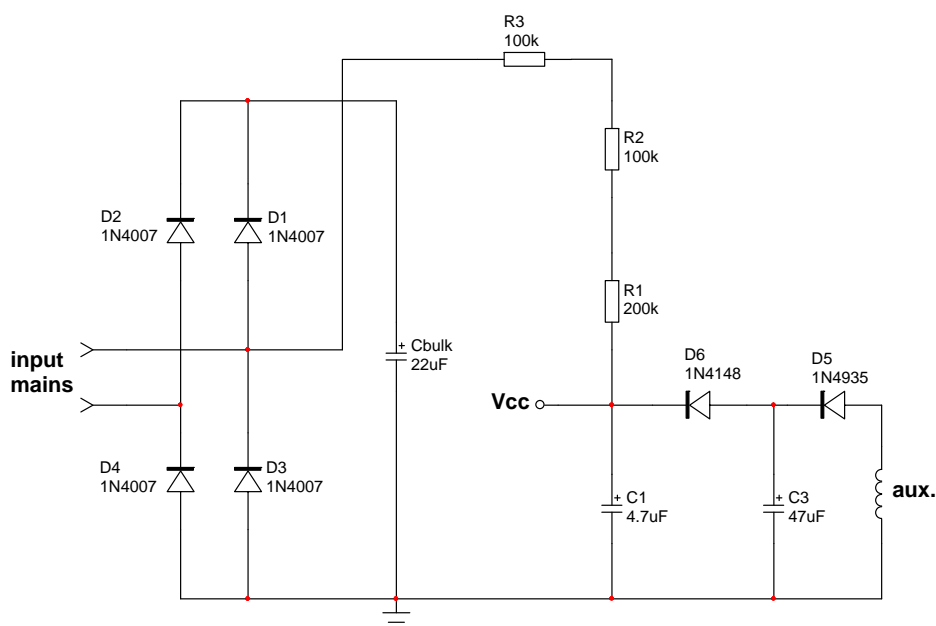 R3
100k
R2
100k
D2
1N4007
D1
1N4007
R1
200k
input
mains
Cbulk
22uF
+
D6
1N4148
D5
1N4935
Vcc
D4
1N4007
D3
1N4007
+
C1
4.7uF
+
C3
47uF
aux.